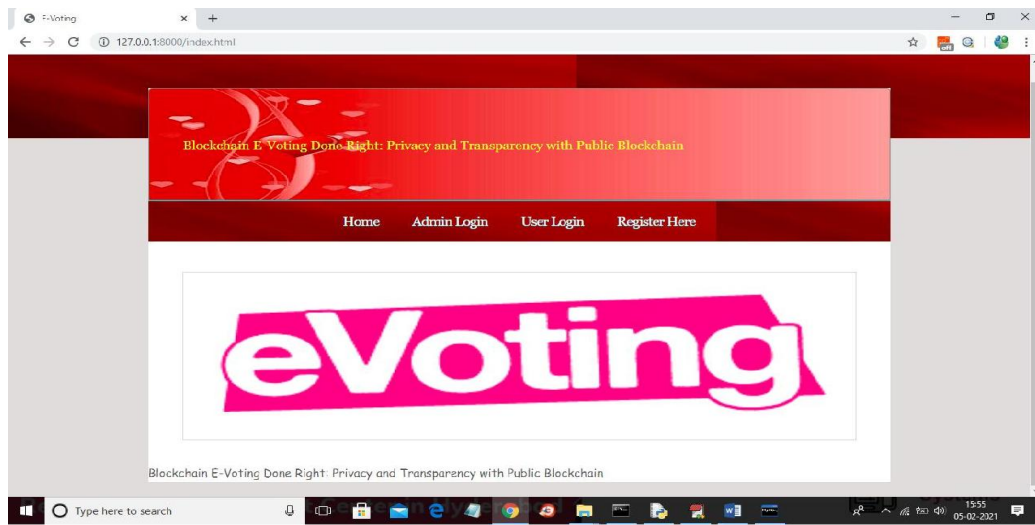 E-Voting
127.0.0.1:8000/index.html
Blockchain E Voting Done Right: Privacy and Transparency with Public Blockchain
Home Admin Login User Login Register Here
eVoting
Blockchain E-Voting Done Right: Privacy and Transparency with Public Blockchain
Type here to search
15:55
05-02-2021